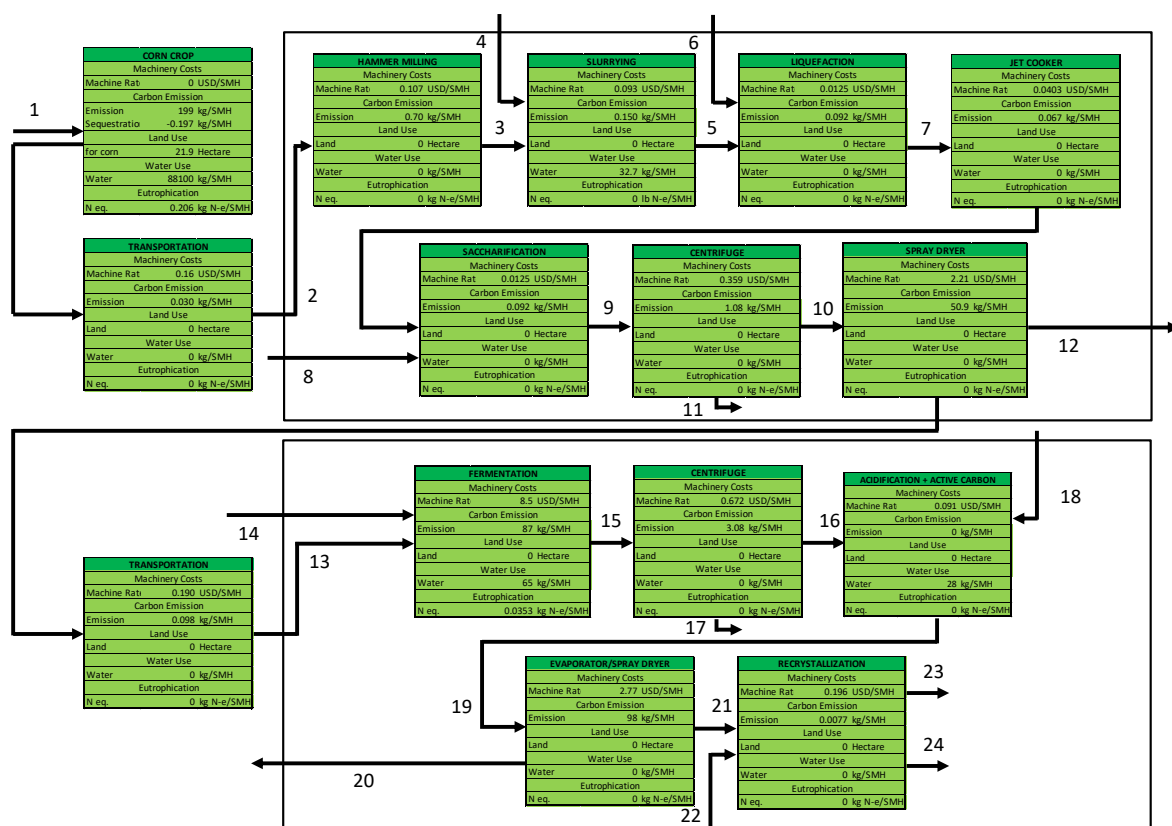 1
CORN CROP
Machinery Costs
Machine Rat 0 USD/SMH
Carbon Emission
Emission 199 kg/SMH
Sequestratio -0.197 kg/SMH
Land Use
for corn 21.9 Hectare
Water Use
Water 88100 kg/SMH
Eutrophication
N eq. 0.206 kg N-e/SMH
TRANSPORTATION
Machinery Costs
Machine Rat 0.16 USD/SMH
Carbon Emission
Emission 0.030 kg/SMH
Land Use
Land 0 hectare
Water Use
Water 0 kg/SMH
Eutrophication
N eq. 0 kg N-e/SMH
2
HAMMER MILLING
Machinery Costs
Machine Rat 0.107 USD/SMH
Carbon Emission
Emission 0.70 kg/SMH
Land Use
Land 0 Hectare
Water Use
Water 0 kg/SMH
Eutrophication
N eq. 0 kg N-e/SMH
3
4
SLURRYING
Machinery Costs
Machine Rat 0.093 USD/SMH
Carbon Emission
Emission 0.150 kg/SMH
Land Use
Land 0 Hectare
Water Use
Water 32.7 kg/SMH
Eutrophication
N eq. 0 lb N-e/SMH
5
6
LIQUEFACTION
Machinery Costs
Machine Rat 0.0125 USD/SMH
Carbon Emission
Emission 0.092 kg/SMH
Land Use
Land 0 Hectare
Water Use
Water 0 kg/SMH
Eutrophication
N eq. 0 kg N-e/SMH
7
JET COOKER
Machinery Costs
Machine Rat 0.0403 USD/SMH
Carbon Emission
Emission 0.067 kg/SMH
Land Use
Land 0 Hectare
Water Use
Water 0 kg/SMH
Eutrophication
N eq. 0 kg N-e/SMH
8
SACCHARIFICATION
Machinery Costs
Machine Rat 0.0125 USD/SMH
Carbon Emission
Emission 0.092 kg/SMH
Land Use
Land 0 Hectare
Water Use
Water 0 kg/SMH
Eutrophication
N eq. 0 kg N-e/SMH
9
CENTRIFUGE
Machinery Costs
Machine Rat 0.359 USD/SMH
Carbon Emission
Emission 1.08 kg/SMH
Land Use
Land 0 Hectare
Water Use
Water 0 kg/SMH
Eutrophication
N eq. 0 kg N-e/SMH
10
11
SPRAY DRYER
Machinery Costs
Machine Rat 2.21 USD/SMH
Carbon Emission
Emission 50.9 kg/SMH
Land Use
Land 0 Hectare
Water Use
Water 0 kg/SMH
Eutrophication
N eq. 0 kg N-e/SMH
12
TRANSPORTATION
Machinery Costs
Machine Rat 0.190 USD/SMH
Carbon Emission
Emission 0.098 kg/SMH
Land Use
Land 0 Hectare
Water Use
Water 0 kg/SMH
Eutrophication
N eq. 0 kg N-e/SMH
13
14
FERMENTATION
Machinery Costs
Machine Rat 8.5 USD/SMH
Carbon Emission
Emission 87 kg/SMH
Land Use
Land 0 Hectare
Water Use
Water 65 kg/SMH
Eutrophication
N eq. 0.0353 kg N-e/SMH
15
CENTRIFUGE
Machinery Costs
Machine Rat 0.672 USD/SMH
Carbon Emission
Emission 3.08 kg/SMH
Land Use
Land 0 Hectare
Water Use
Water 0 kg/SMH
Eutrophication
N eq. 0 kg N-e/SMH
16
17
ACIDIFICATION + ACTIVE CARBON
Machinery Costs
Machine Rat 0.091 USD/SMH
Carbon Emission
Emission 0 kg/SMH
Land Use
Land 0 Hectare
Water Use
Water 28 kg/SMH
Eutrophication
N eq. 0 kg N-e/SMH
18
19
20
EVAPORATOR/SPRAY DRYER
Machinery Costs
Machine Rat 2.77 USD/SMH
Carbon Emission
Emission 98 kg/SMH
Land Use
Land 0 Hectare
Water Use
Water 0 kg/SMH
Eutrophication
N eq. 0 kg N-e/SMH
21
22
RECRYSTALLIZATION
Machinery Costs
Machine Rat 0.196 USD/SMH
Carbon Emission
Emission 0.0077 kg/SMH
Land Use
Land 0 Hectare
Water Use
Water 0 kg/SMH
Eutrophication
N eq. 0 kg N-e/SMH
23
24